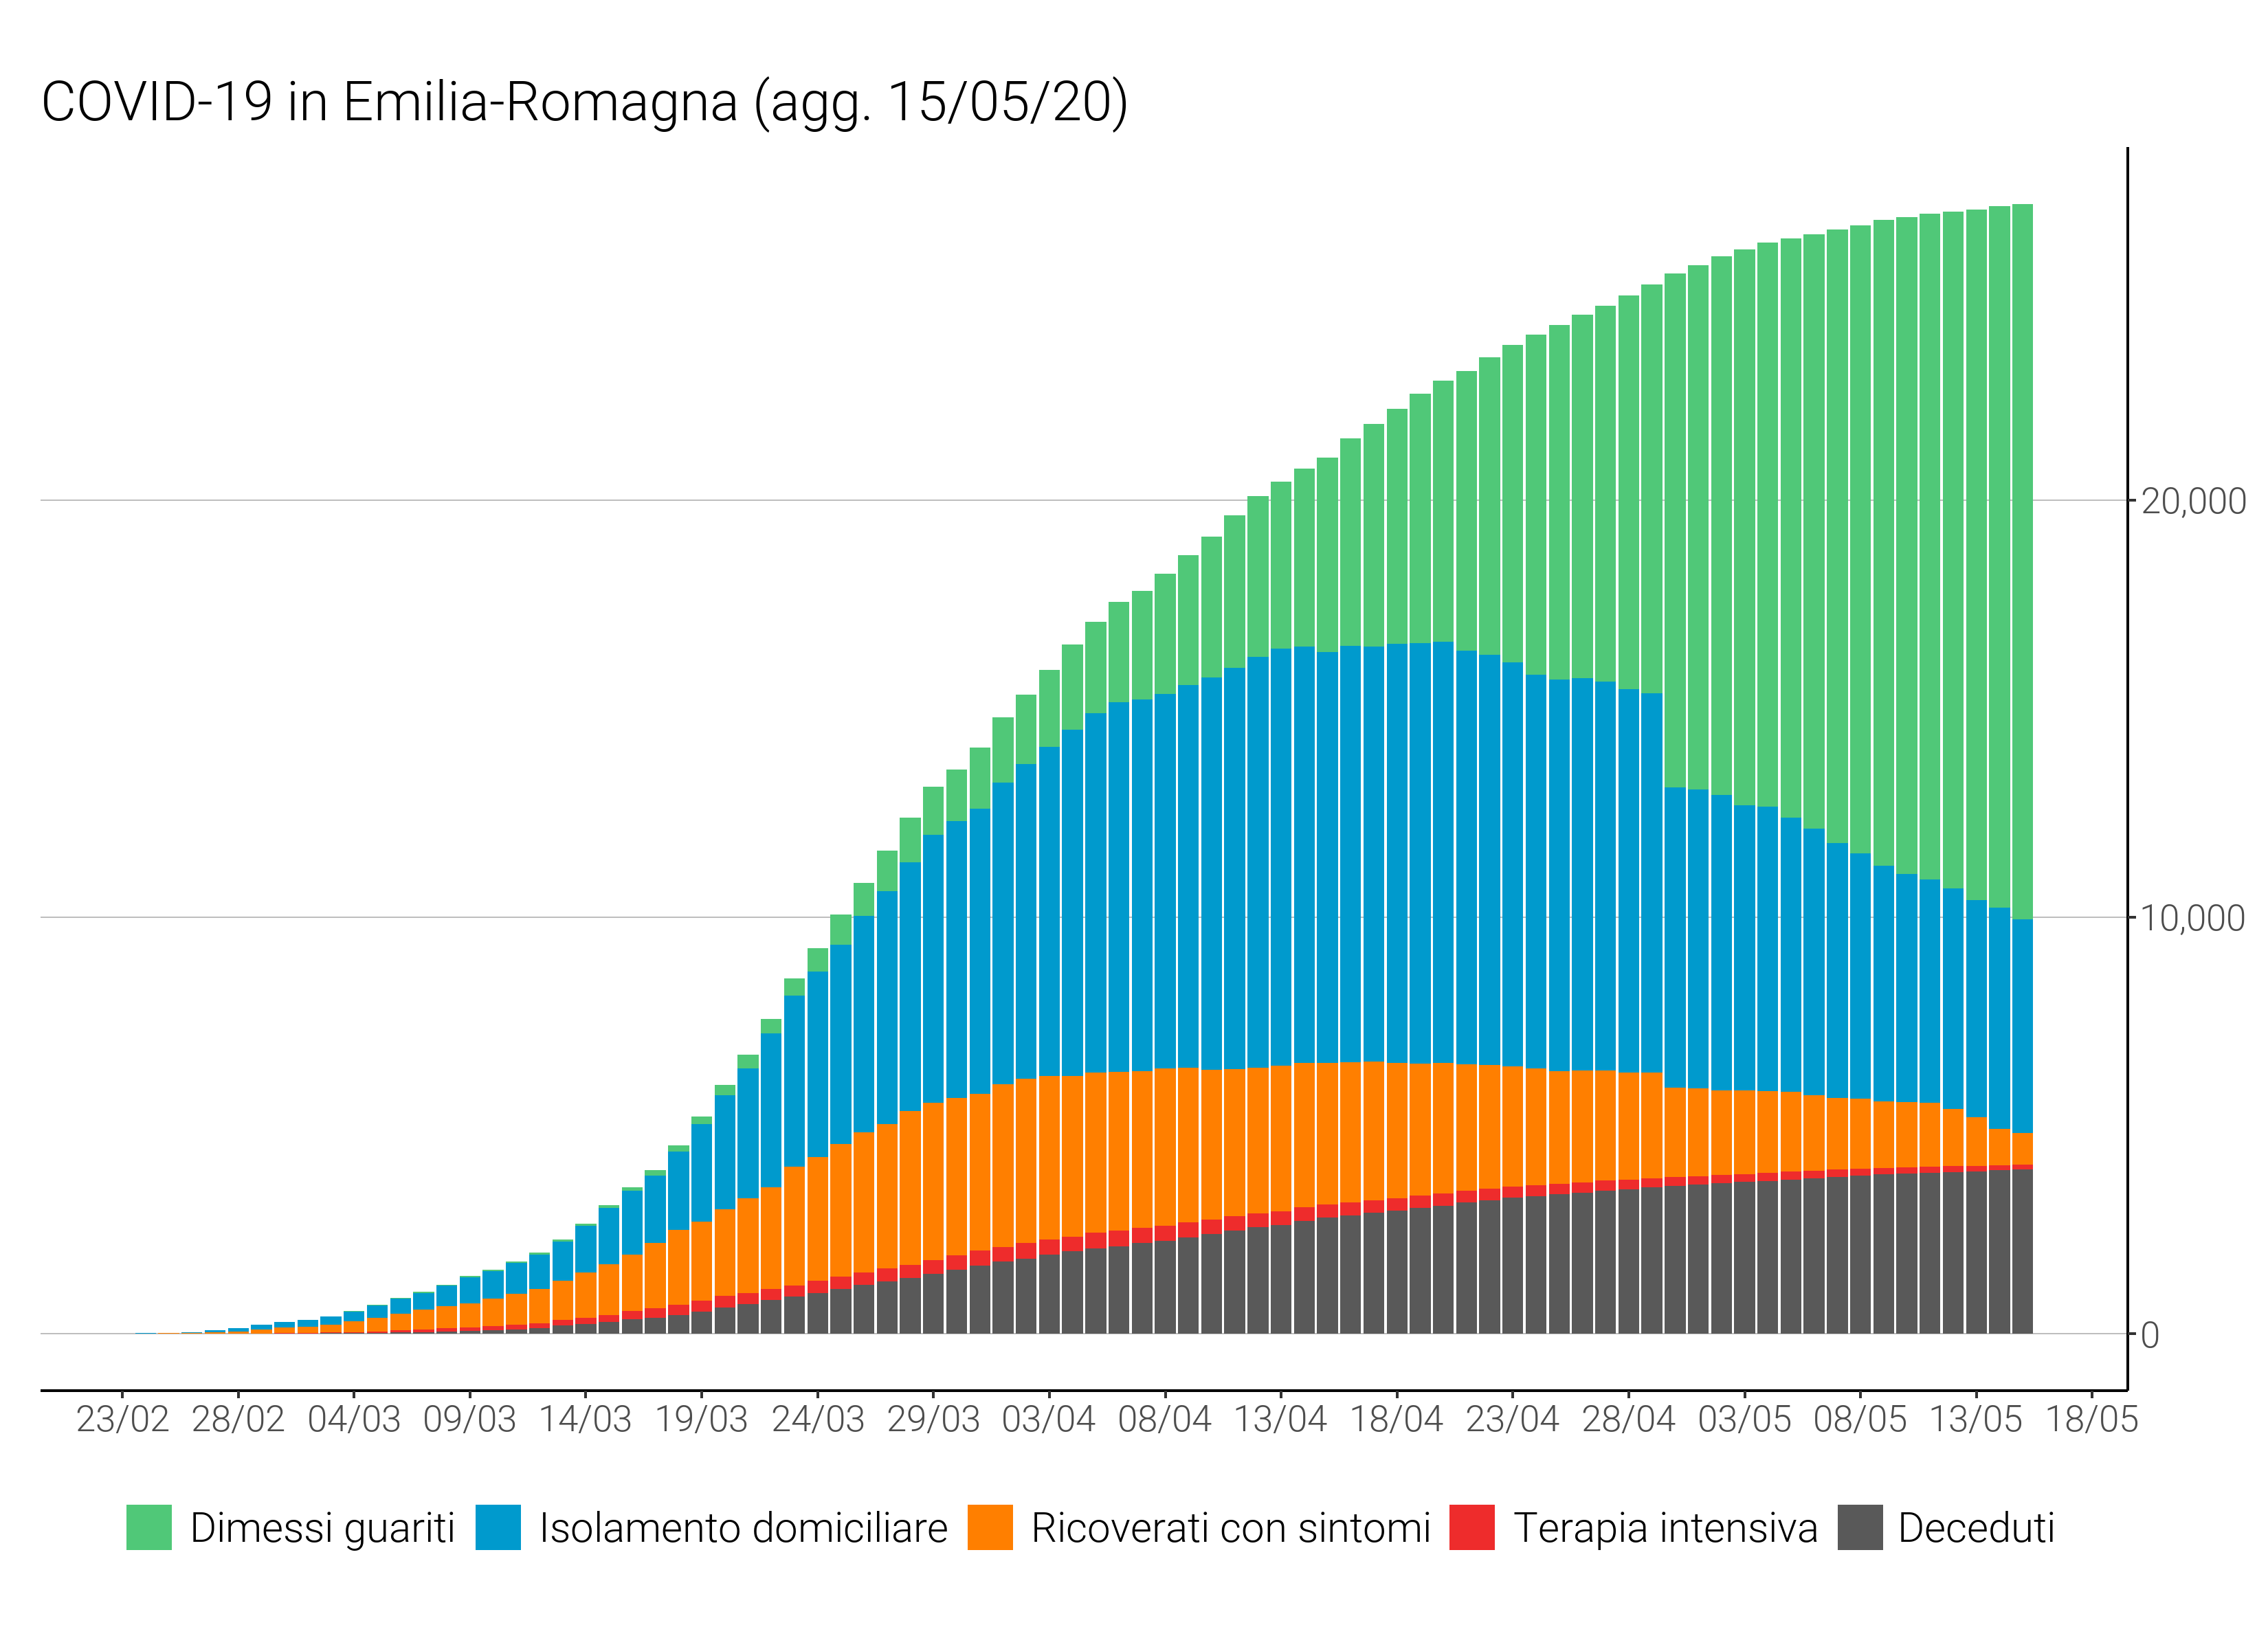 COVID-19 in Emilia-Romagna (agg. 15/05/20)
20,000
10,000
0
23/02 28/02 04/03 09/03 14/03 19/03 24/03 29/03 03/04 08/04 13/04 18/04 23/04 28/04 03/05 08/05 13/05 18/05
Dimessi guariti Isolamento domiciliare Ricoverati con sintomi Terapia intensiva Deceduti